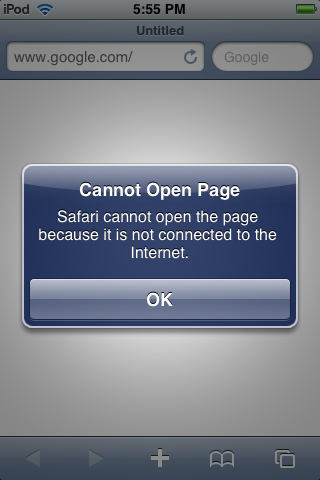 iPod 5:55 PM
Untitled
www.google.com/ Google
Cannot Open Page
Safari cannot open the page
because it is not connected to the
Internet.
OK